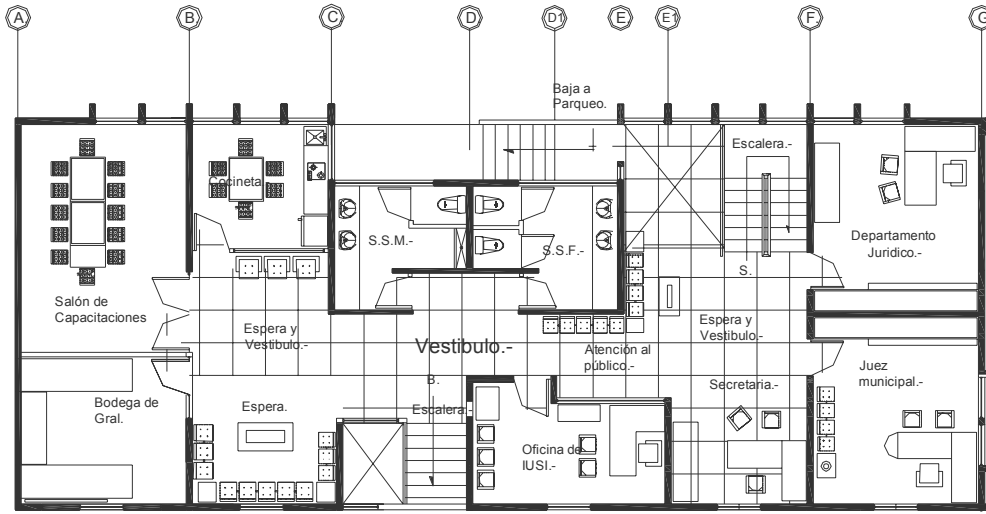 A
B.
C
D
D1
E
E1
F.
G
Baja a
Parqueo.
Escalera.-
Cocineta
S.S.M.-
S.S.F.-
Departamento
Jurídico.-
S.
Salón de
Capacitaciones
Espera y
Vestibulo.-
Vestibulo.-
Atención al
público.-
Espera y
Vestibulo.-
Secretaria.-
Juez
municipal.-
Bodega de
Gral.
Espera.
B.
Escalera.-
Oficina de
IUSI.-